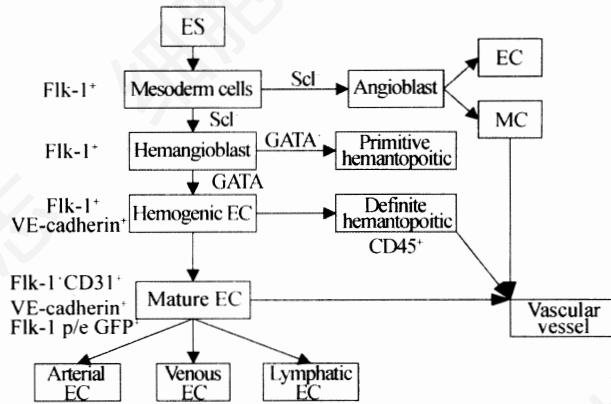 ES
EC
Flk-1⁺
Mesoderm cells
Scl
Angioblast
Scl
MC
Flk-1⁺
Hemangioblast
GATA
Primitive
hemantopoitic
GATA
Flk-1⁺
VE-cadherin⁺
Hemogenic EC
Definite
hemantopoitic
CD45⁺
Flk-1⁺CD31⁺
VE-cadherin⁺
Flk-1 p/e GFP⁺
Mature EC
Vascular
vessel
Arterial
EC
Venous
EC
Lymphatic
EC